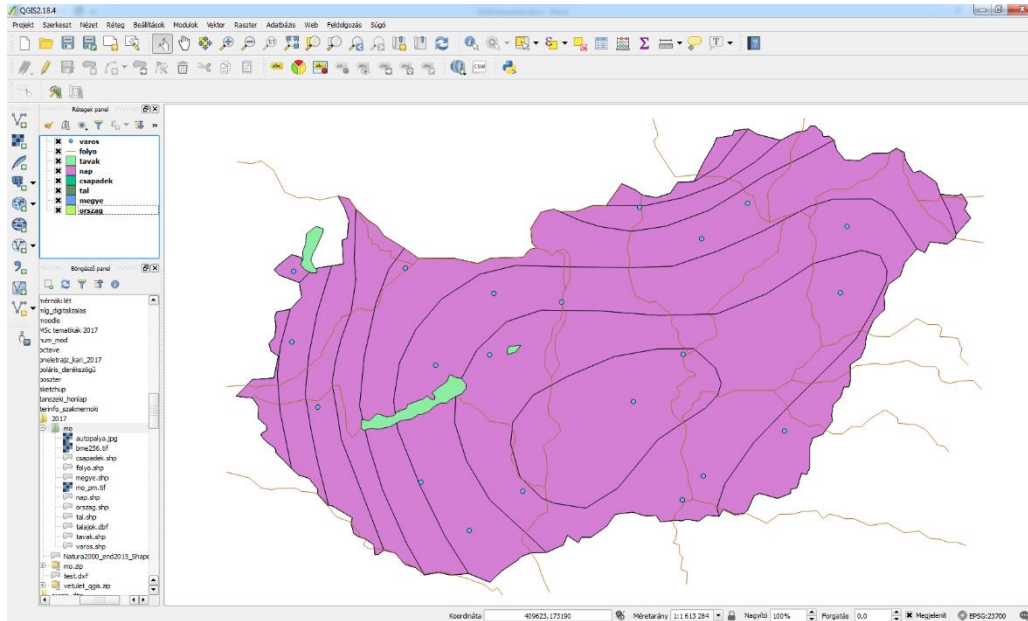 QGIS2.18.4
Projekt Szerkeszt Nézet Réteg Beállítások Modulok Vektor Raszter Adatbázis Web Feldolgozás Súgó
Rétegek panel
varos
folyo
tavak
nap
csapadek
tal
megye
orszag
Böngésző panel
mérnöki lét
mig_digitakzalas
moodle
MSc tematikák 2017
num_mod
octave
oneletrajz_kari_2017
poláris_derékszögű
poszter
sketchup
tanszeki_honlap
terinfo_szakmernoki
2017
mo
autopalya.jpg
bme256.tif
csapadek.shp
folyo.shp
megye.shp
mo_pm.tif
nap.shp
orszag.shp
tal.shp
talajok.dbf
tavak.shp
varos.shp
Natura2000_end2015_Shape
mo.zip
test.dxf
vetulet_qgis.zip
Koordináta 409623,173190 Méretarány 1:1 613 284 Nagyító 100% Forgatás 0,0 Megjelenít EPSG:23700